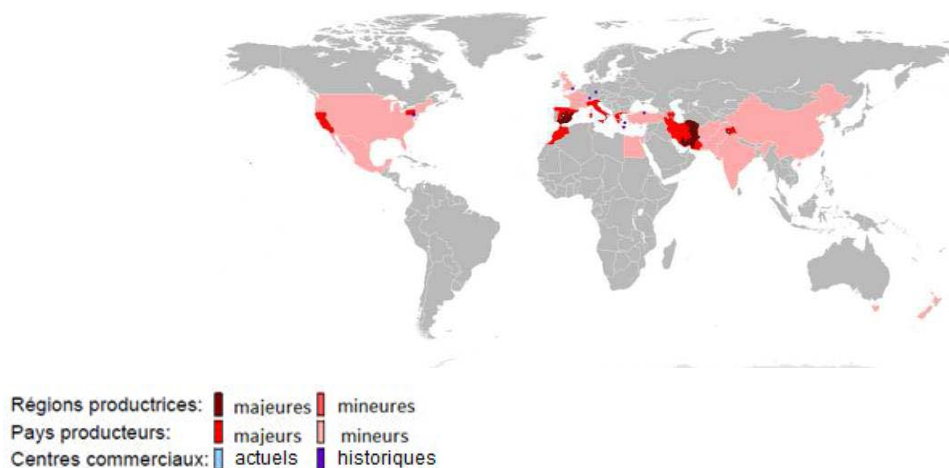 Régions productrices: majeures mineures
Pays producteurs: majeurs mineurs
Centres commerciaux: actuels historiques